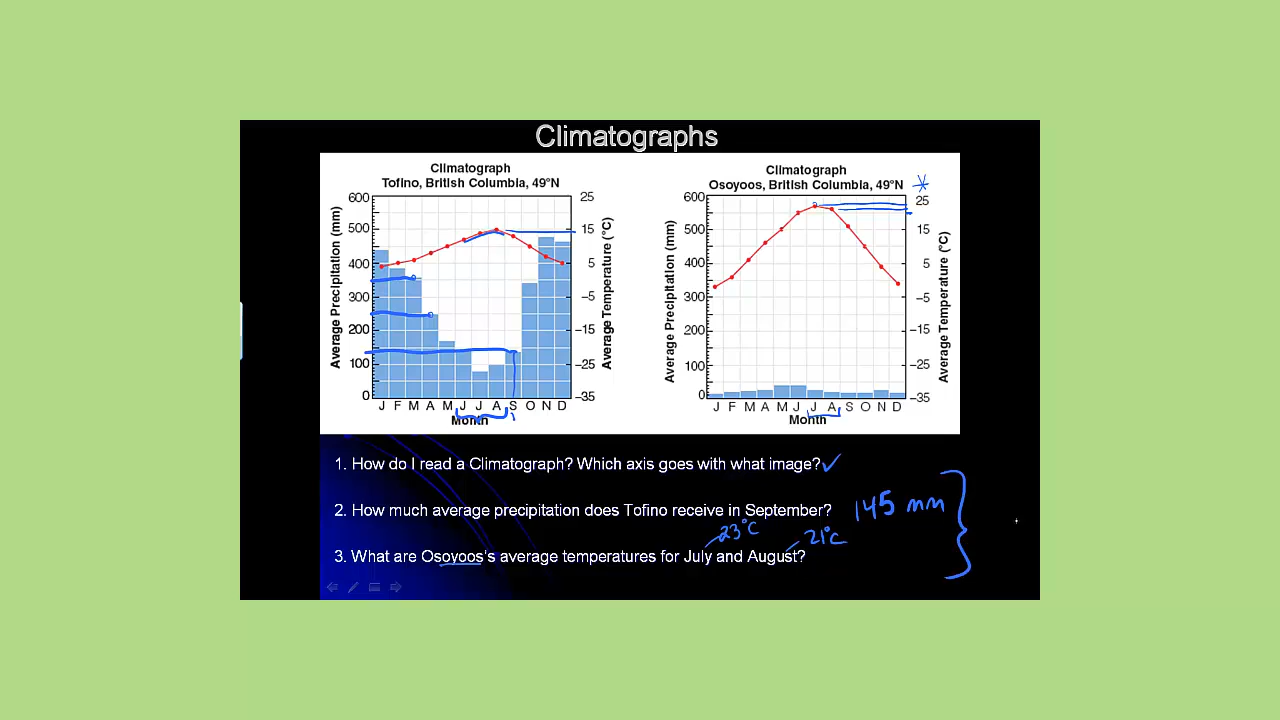 Climatographs
Climatograph
Tofino, British Columbia, 49°N
600
500
400
300
200
100
0
25
15
5
−5
−15
−25
−35
Average Precipitation (mm)
Average Temperature (°C)
J F M A M J J A S O N D
Month
Climatograph
Osoyoos, British Columbia, 49°N *
600
500
400
300
200
100
0
25
15
5
−5
−15
−25
−35
Average Precipitation (mm)
Average Temperature (°C)
J F M A M J J A S O N D
Month
1. How do I read a Climatograph? Which axis goes with what image? ✓
2. How much average precipitation does Tofino receive in September? 145 mm
23°C 21°C
3. What are Osoyoos's average temperatures for July and August?